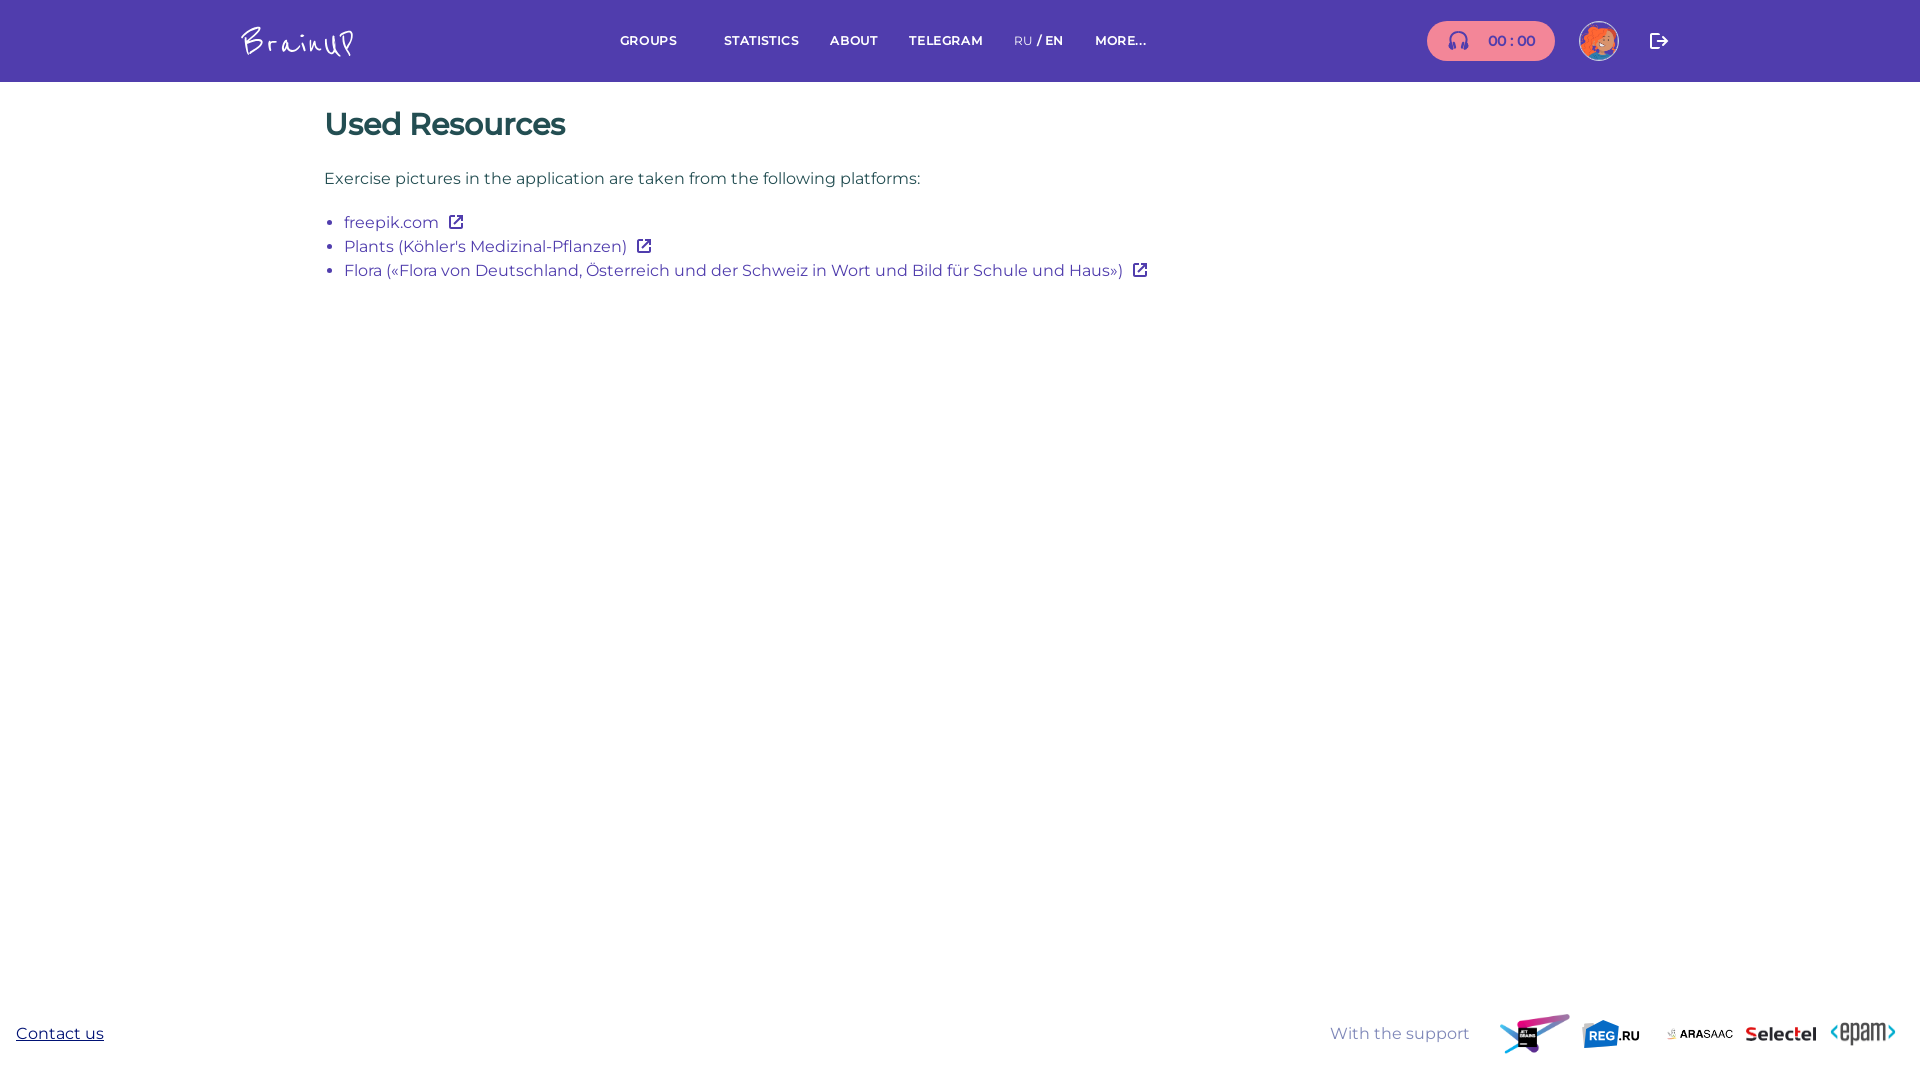 BrainUP
GROUPS STATISTICS ABOUT TELEGRAM RU / EN MORE... 00 : 00
Used Resources
Exercise pictures in the application are taken from the following platforms:
freepik.com
Plants (Köhler's Medizinal-Pflanzen)
Flora («Flora von Deutschland, Österreich und der Schweiz in Wort und Bild für Schule und Haus»)
Contact us With the support JET BRAINS REG.RU ARASAAC Selectel <epam>